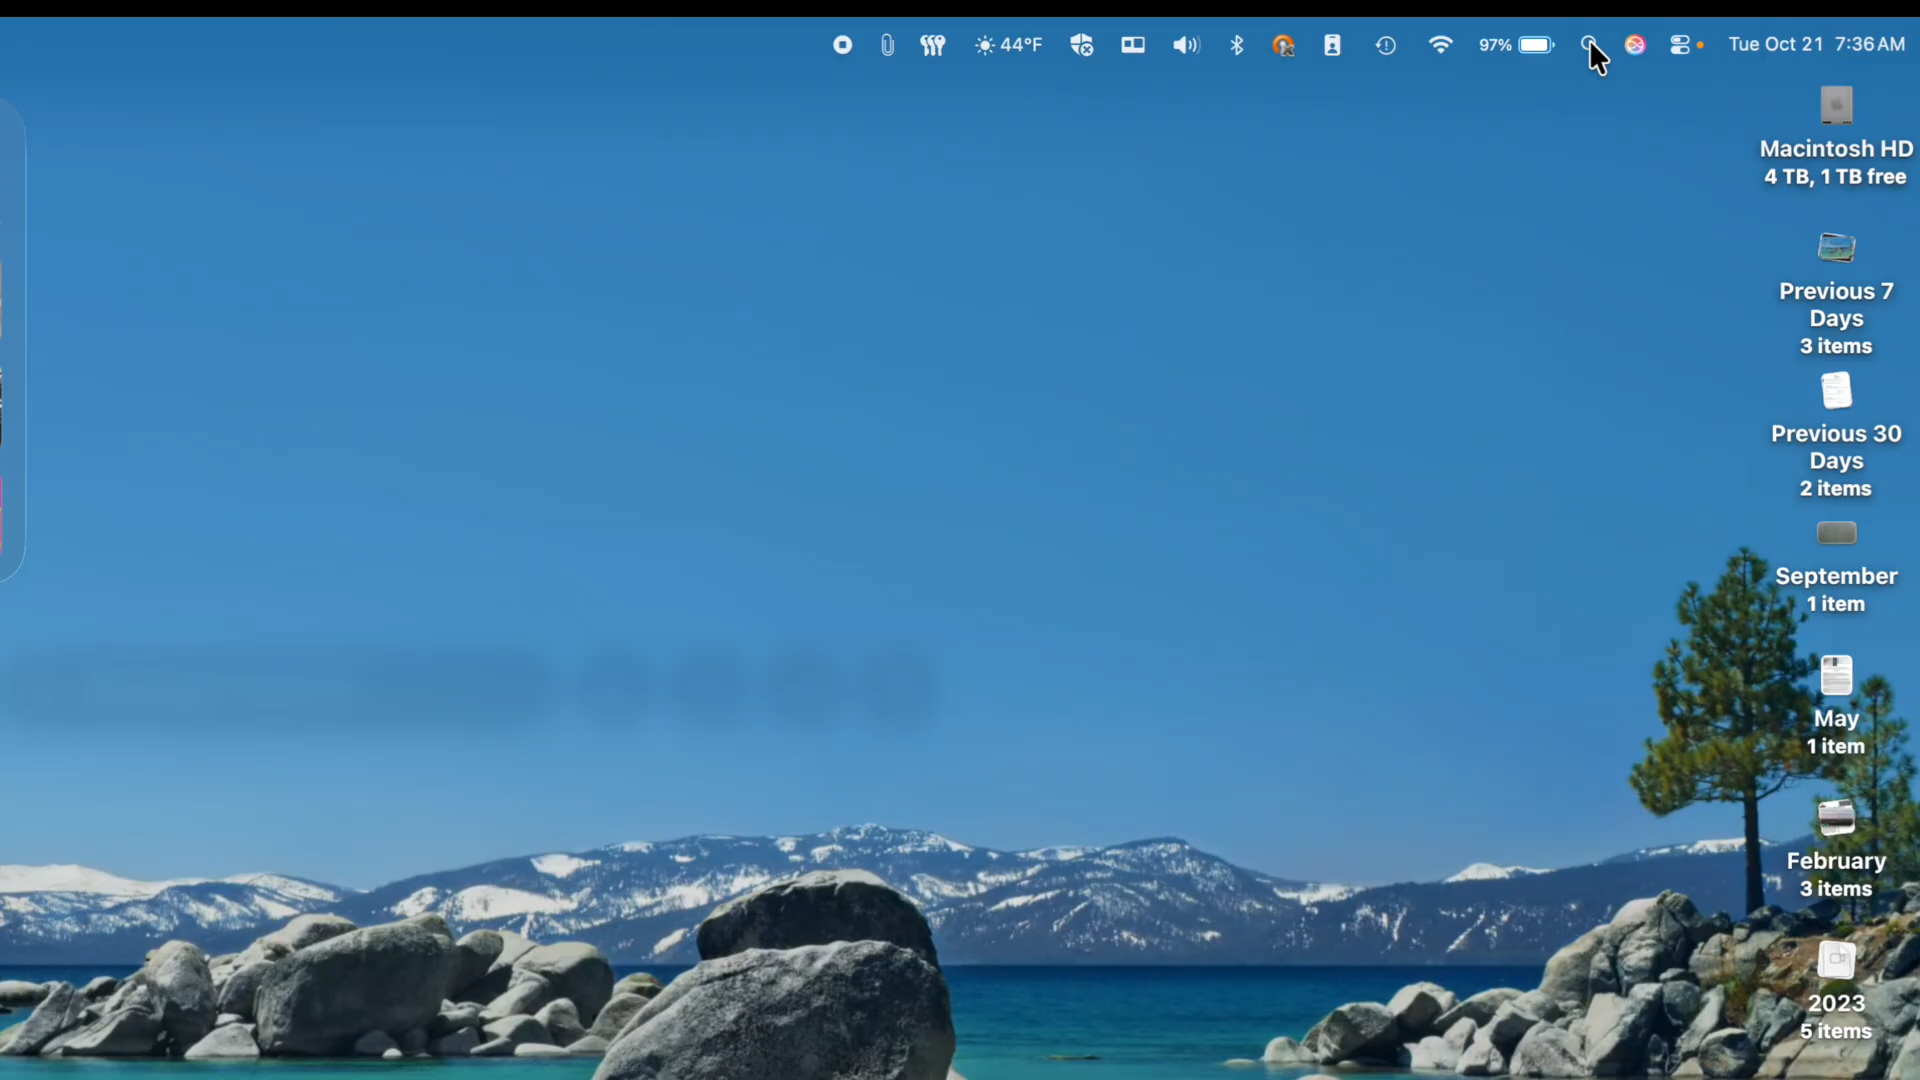 44°F 97% Tue Oct 21 7:36 AM
Macintosh HD
4 TB, 1 TB free
Previous 7
Days
3 items
Previous 30
Days
2 items
September
1 item
May
1 item
February
3 items
2023
5 items